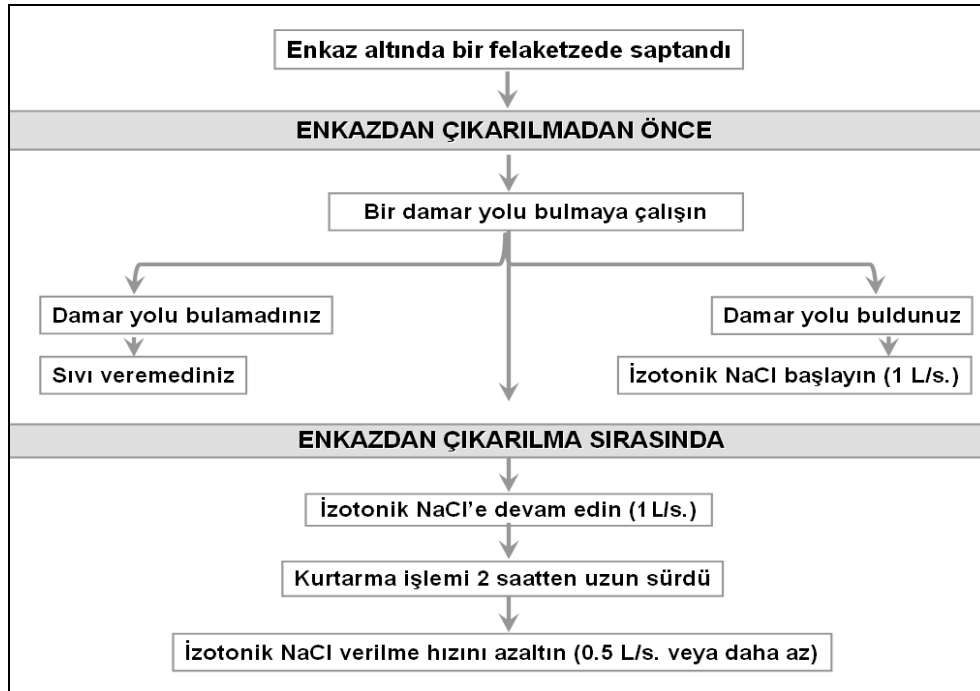 Enkaz altında bir felaketzede saptandı
ENKAZDAN ÇIKARILMADAN ÖNCE
Bir damar yolu bulmaya çalışın
Damar yolu bulamadınız
Damar yolu buldunuz
Sıvı veremediniz
İzotonik NaCl başlayın (1 L/s.)
ENKAZDAN ÇIKARILMA SIRASINDA
İzotonik NaCl’e devam edin (1 L/s.)
Kurtarma işlemi 2 saatten uzun sürdü
İzotonik NaCl verilme hızını azaltın (0.5 L/s. veya daha az)